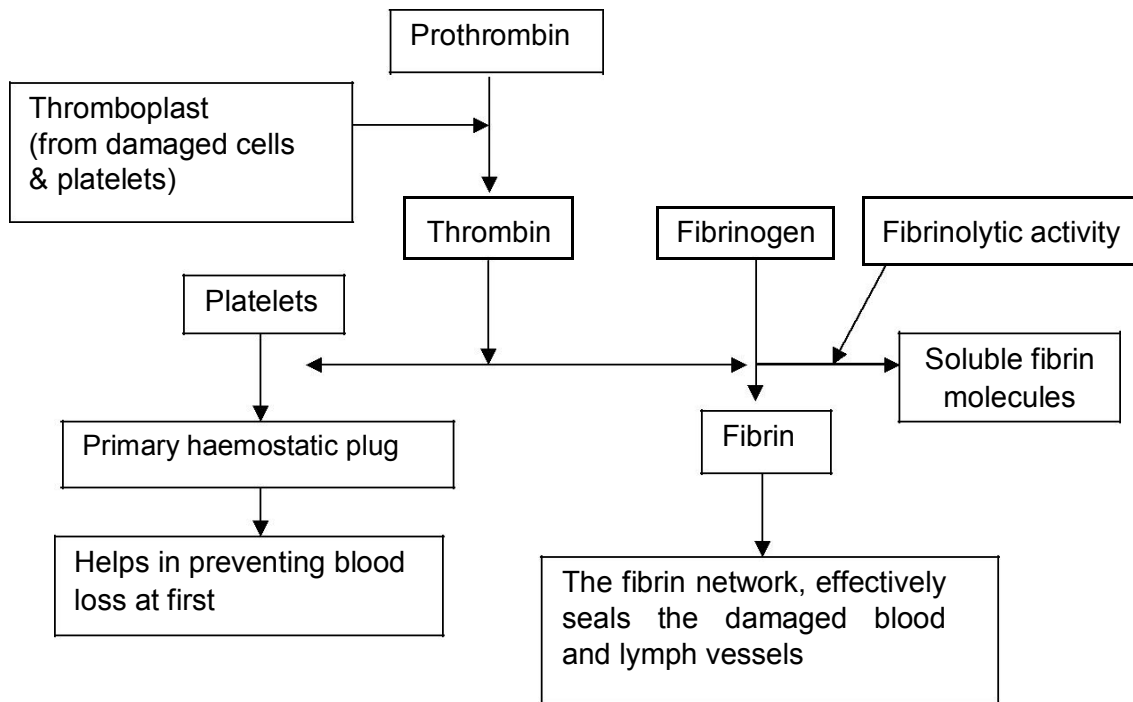 Prothrombin
Thromboplast
(from damaged cells
& platelets)
Thrombin
Fibrinogen
Fibrinolytic activity
Platelets
Soluble fibrin
molecules
Primary haemostatic plug
Fibrin
Helps in preventing blood
loss at first
The fibrin network, effectively
seals the damaged blood
and lymph vessels